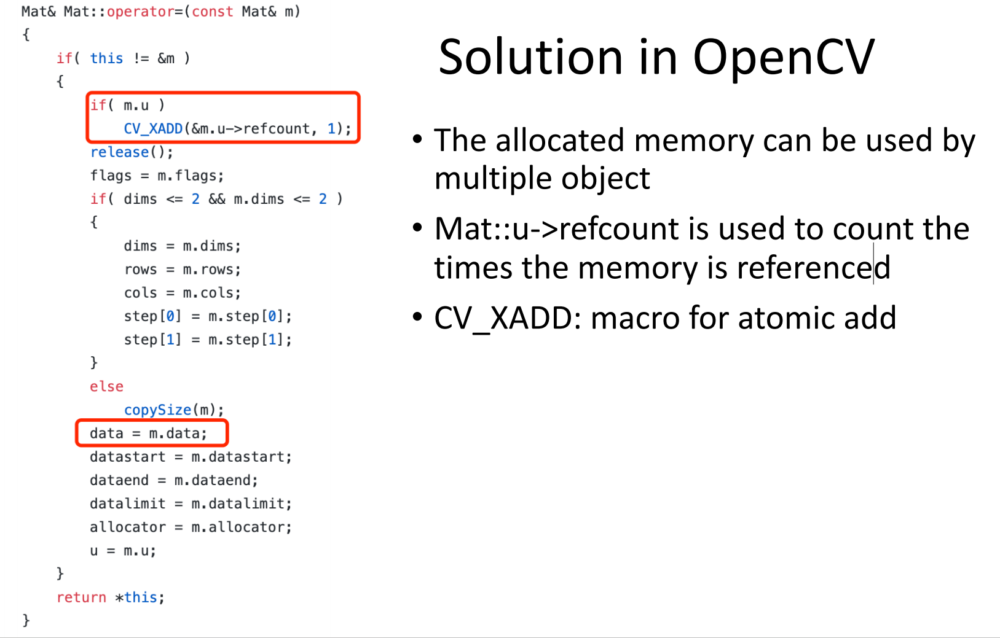 Mat& Mat::operator=(const Mat& m)
{
    if( this != &m )
    {
        if( m.u )
            CV_XADD(&m.u->refcount, 1);
        release();
        flags = m.flags;
        if( dims <= 2 && m.dims <= 2 )
        {
            dims = m.dims;
            rows = m.rows;
            cols = m.cols;
            step[0] = m.step[0];
            step[1] = m.step[1];
        }
        else
            copySize(m);
        data = m.data;
        datastart = m.datastart;
        dataend = m.dataend;
        datalimit = m.datalimit;
        allocator = m.allocator;
        u = m.u;
    }
    return *this;
}
Solution in OpenCV
• The allocated memory can be used by
multiple object
• Mat::u->refcount is used to count the
times the memory is referenced
• CV_XADD: macro for atomic add